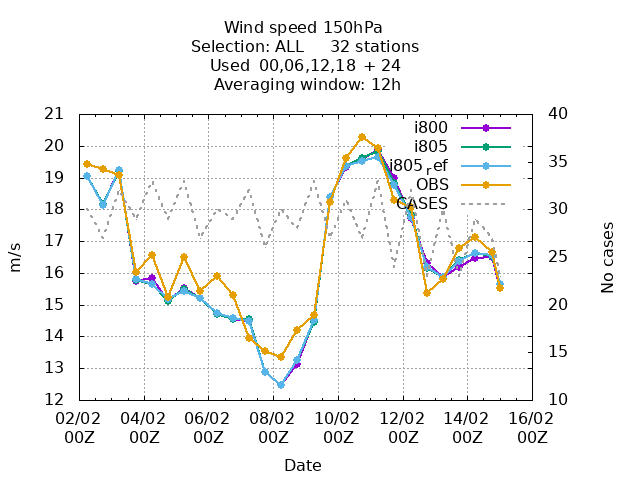 Wind speed 150hPa
Selection: ALL 32 stations
Used 00,06,12,18 + 24
Averaging window: 12h
21
20
19
18
17
16
15
14
13
12
m/s
40
35
30
25
20
15
10
No cases
i800
i805
i805_ref
OBS
CASES
02/02 04/02 06/02 08/02 10/02 12/02 14/02 16/02
00Z 00Z 00Z 00Z 00Z 00Z 00Z 00Z
Date